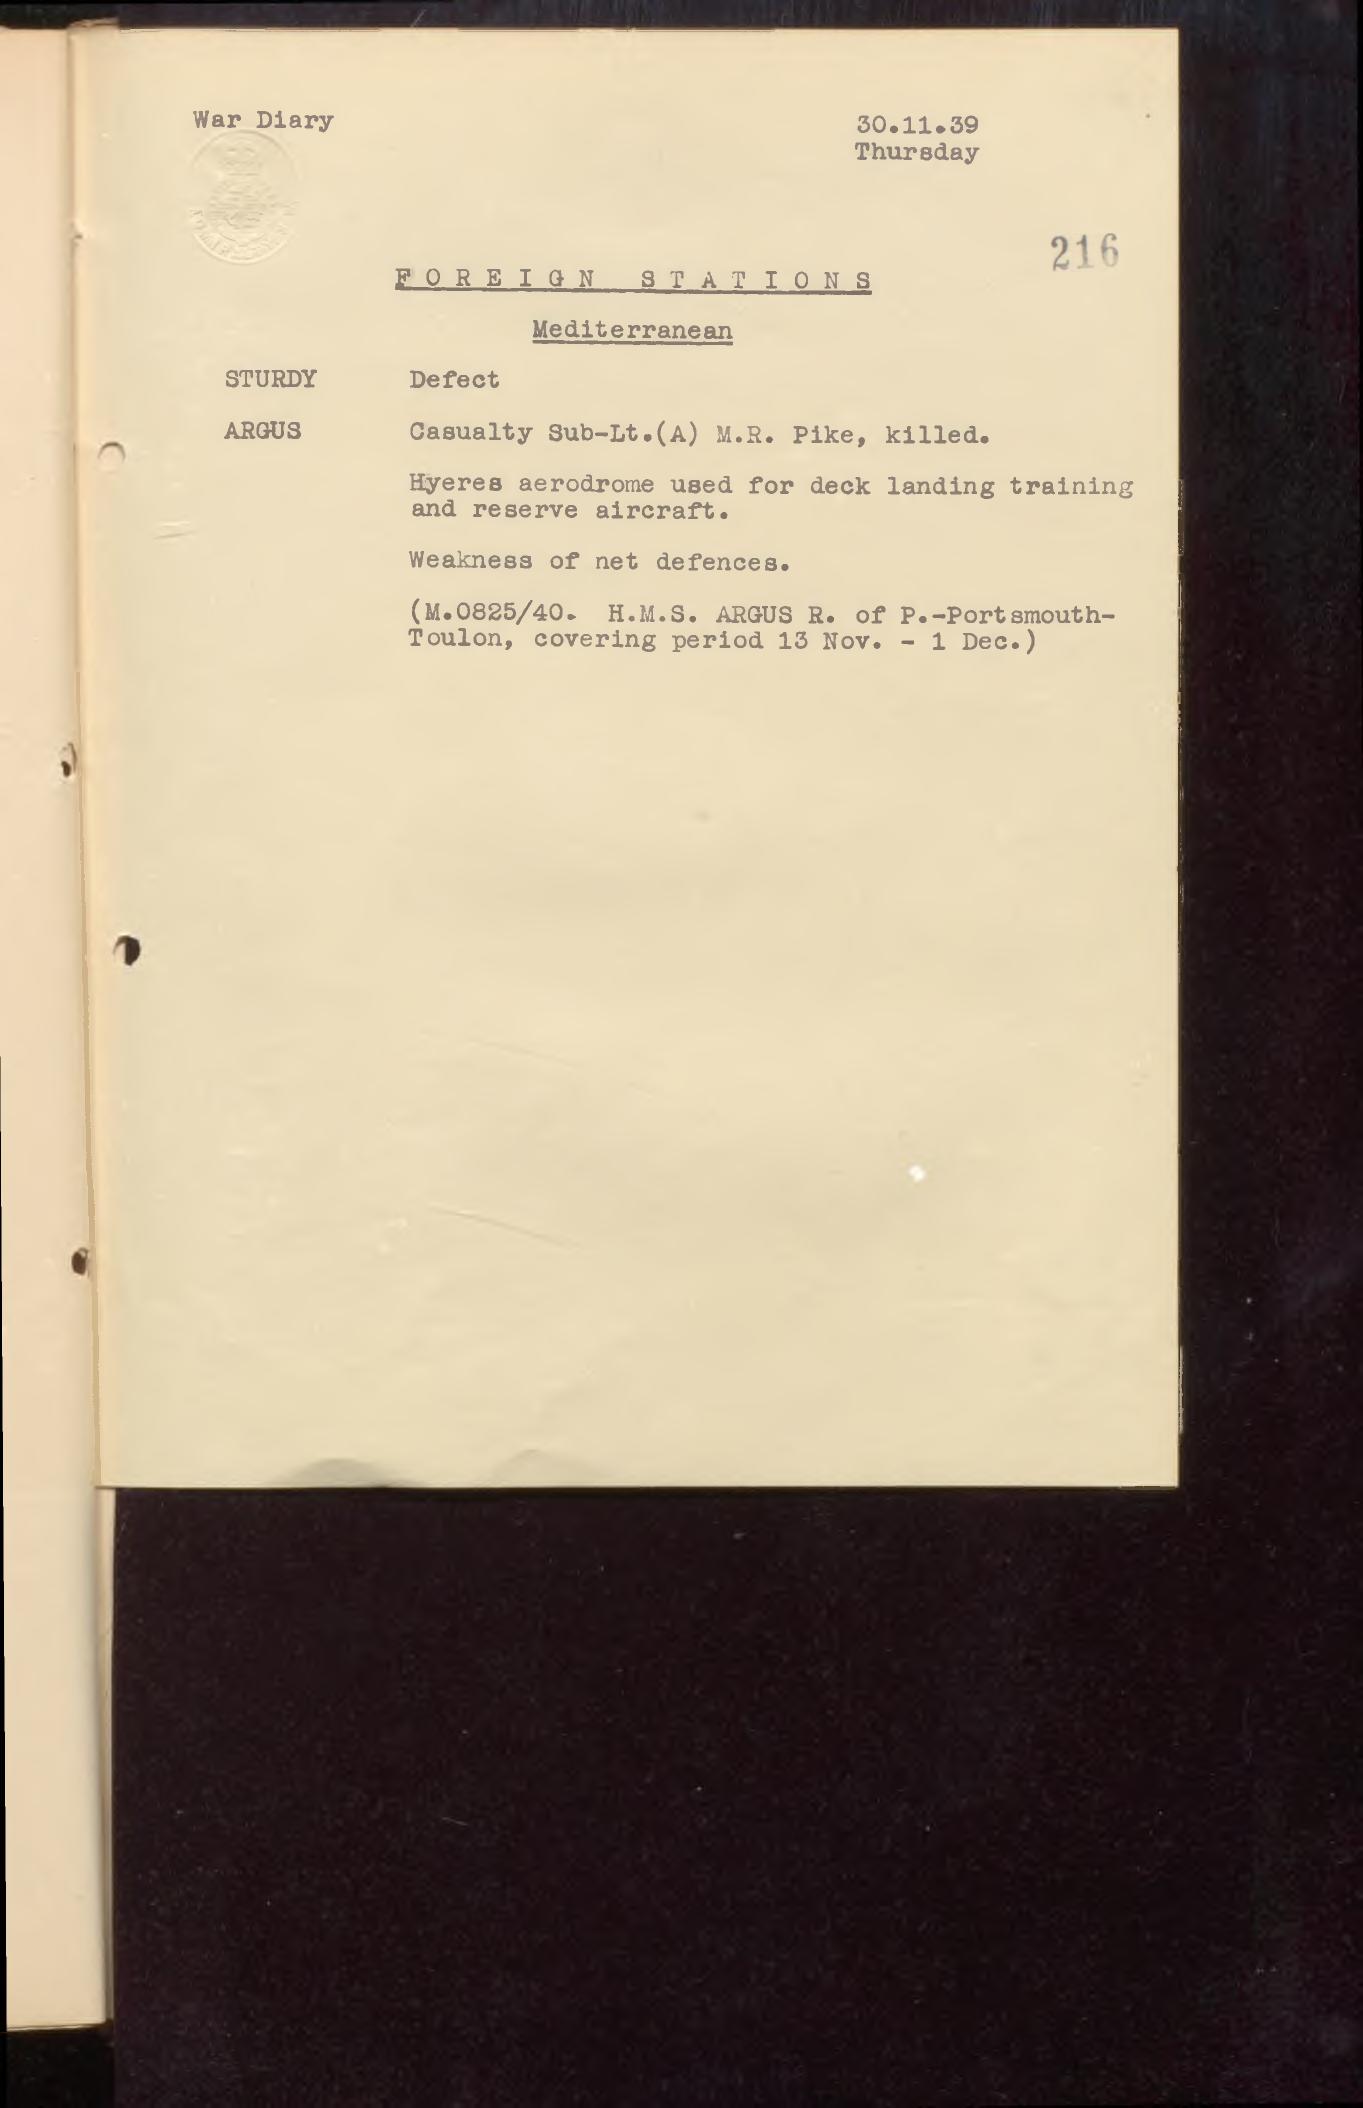 War Diary
30.11.39
Thursday
216
FOREIGN STATIONS
Mediterranean
STURDY Defect
ARGUS Casualty Sub-Lt.(A) M.R. Pike, killed.
Hyeres aerodrome used for deck landing training
and reserve aircraft.
Weakness of net defences.
(M.0825/40. H.M.S. ARGUS R. of P.-Portsmouth-
Toulon, covering period 13 Nov. - 1 Dec.)